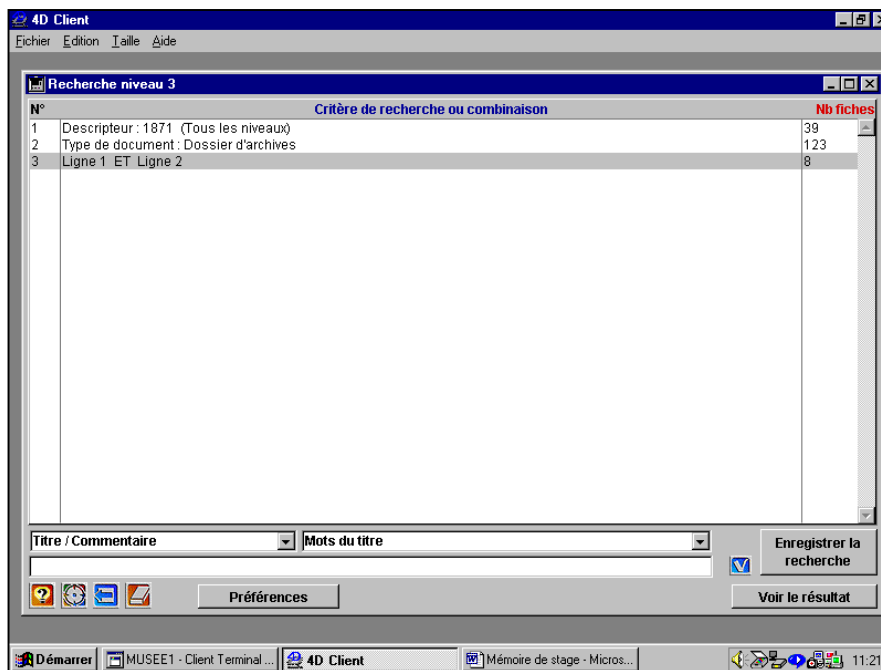 4D Client
Fichier Edition Taille Aide
Recherche niveau 3
N° Critère de recherche ou combinaison Nb fiches
1 Descripteur : 1871 (Tous les niveaux) 39
2 Type de document : Dossier d'archives 123
3 Ligne 1 ET Ligne 2 8
Titre / Commentaire Mots du titre
Enregistrer la
recherche
Préférences Voir le résultat
Démarrer MUSEE1 - Client Terminal ... 4D Client Mémoire de stage - Micros... 11:21